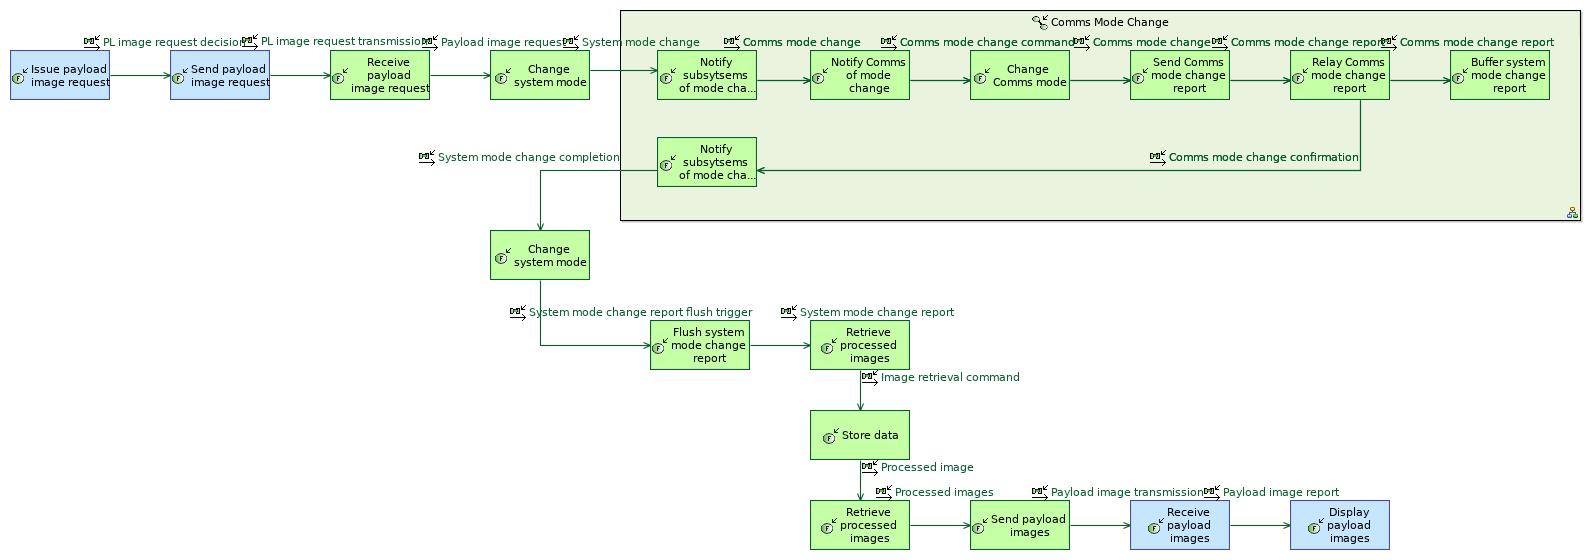 Comms Mode Change
PL image request decision
PL image request transmission
Payload image request
System mode change
Comms mode change
Comms mode change command
Comms mode change
Comms mode change report
Comms mode change report
Issue payload
image request
Send payload
image request
Receive
payload
image request
Change
system mode
Notify
subsytsems
of mode cha...
Notify Comms
of mode
change
Change
Comms mode
Send Comms
mode change
report
Relay Comms
mode change
report
Buffer system
mode change
report
System mode change completion
Notify
subsytsems
of mode cha...
Comms mode change confirmation
Change
system mode
System mode change report flush trigger
System mode change report
Flush system
mode change
report
Retrieve
processed
images
Image retrieval command
Store data
Processed image
Processed images
Payload image transmission
Payload image report
Retrieve
processed
images
Send payload
images
Receive
payload
images
Display
payload
images